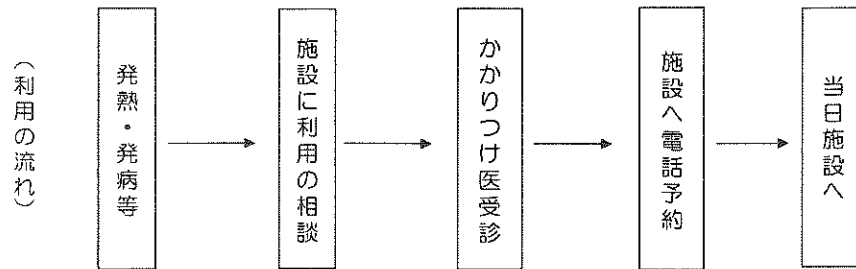 （利用の流れ）
発熱・発病等
施設に利用の相談
かかりつけ医受診
施設へ電話予約
当日施設へ